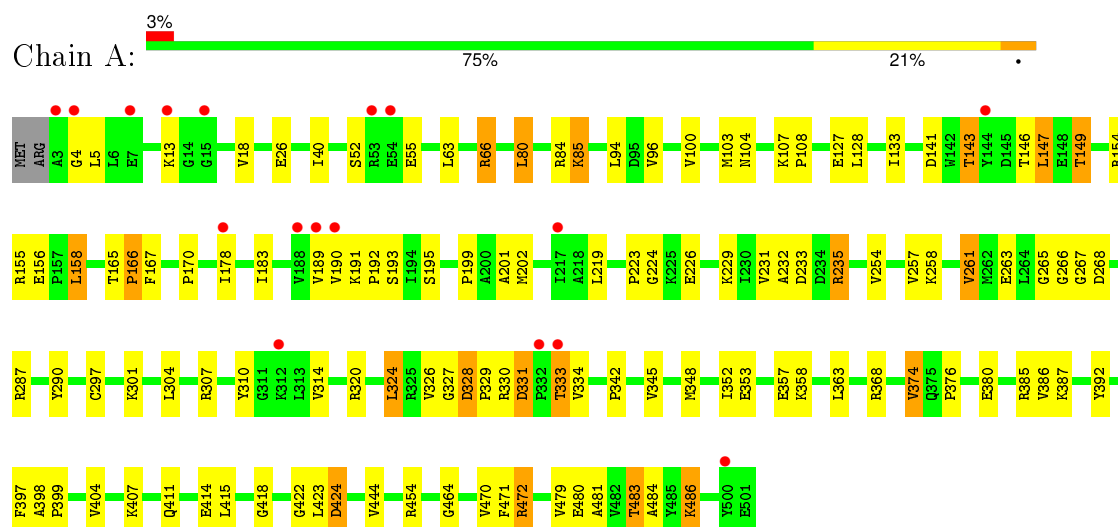 3%
Chain A:
75% 21% •
MET ARG A3 G4 L5 L6 E7 K13 G14 G15 V18 E26 I40 S52 R53 E54 E55 L63 R66 L80 R84 K85 L94 D95 V96 V100 M103 N104 K107 P108 E127 L128 I133 D141 W142 T143 Y144 D145 T146 L147 E148 T149 R154
R155 E156 P157 L158 T165 P166 F167 P170 I178 I183 V188 V189 V190 K191 P192 S193 I194 S195 P199 A200 A201 M202 I217 A218 L219 P223 G224 K225 E226 K229 I230 V231 A232 D233 D234 R235 V254 V257 K258 V261 M262 E263 L264 G265 G266 G267 D268
R287 Y290 C297 K301 L304 R307 Y310 G311 K312 L313 V314 R320 L324 R325 V326 G327 D328 P329 R330 D331 P332 T333 V334 P342 V345 M348 I352 E353 E357 K358 L363 R368 V374 Q375 P376 E380 R385 V386 K387 Y392
F397 A398 P399 V404 K407 Q411 E414 L415 G418 G422 L423 D424 V444 R454 G464 V470 F471 R472 V479 E480 A481 V482 T483 A484 Y485 K486 Y500 E501